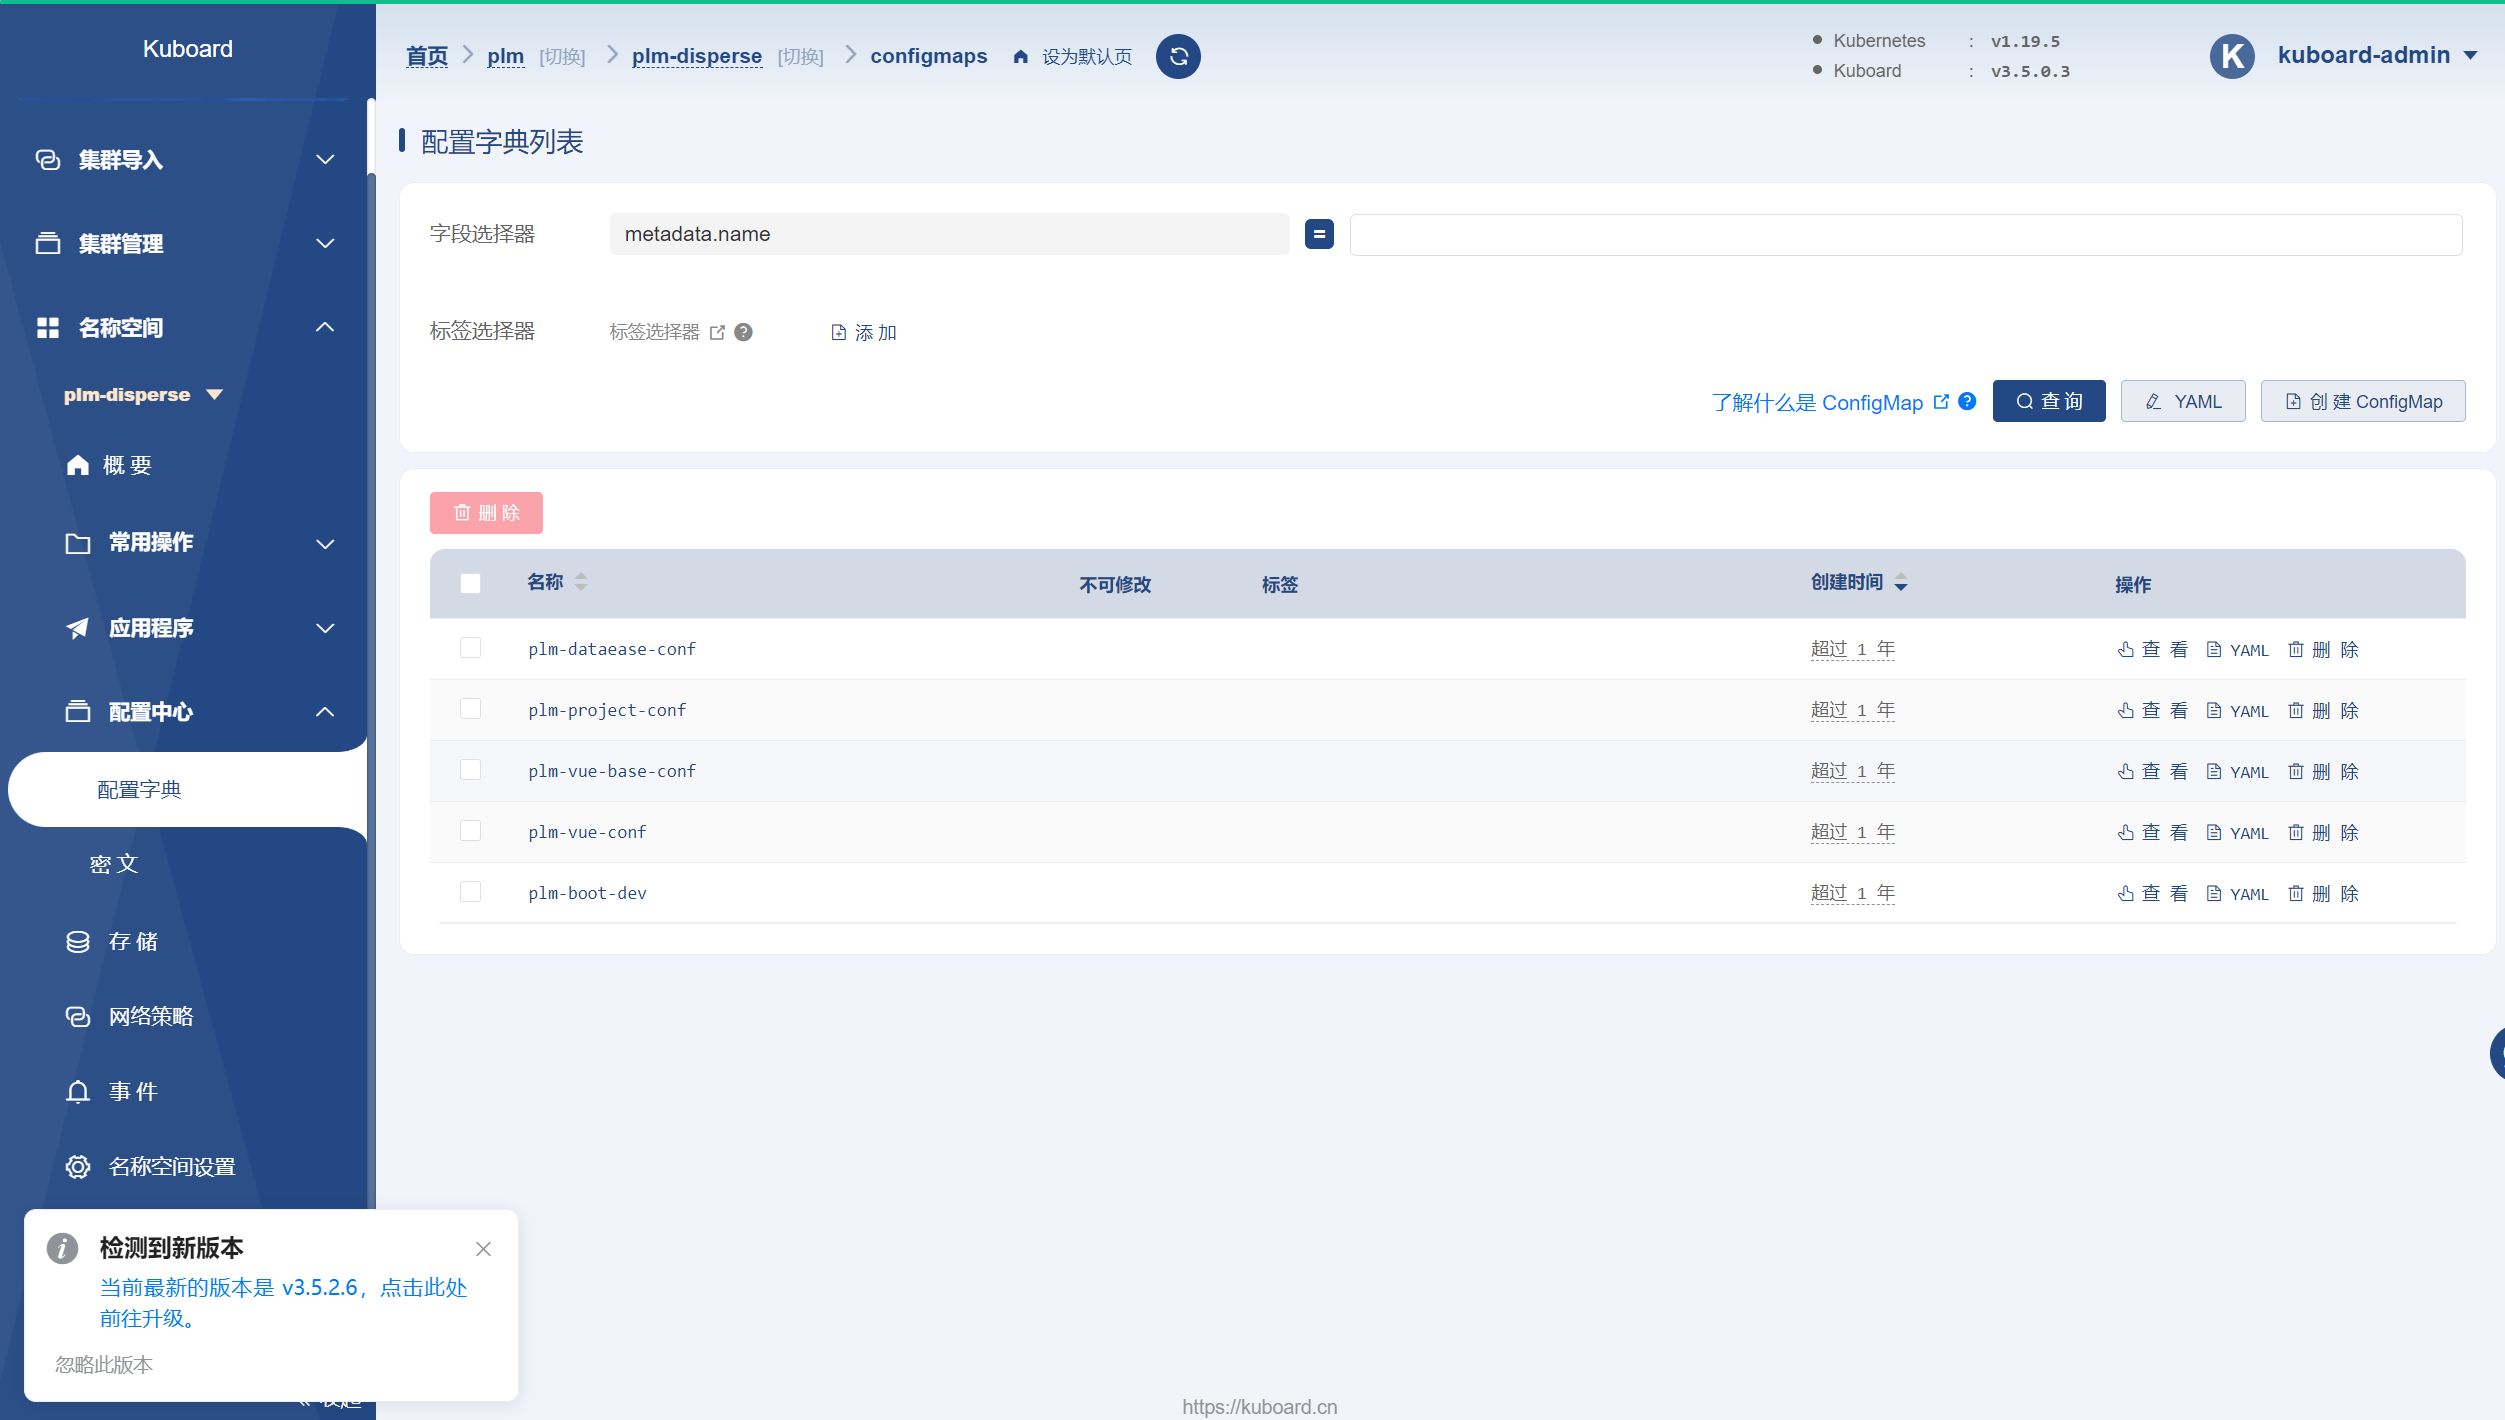 Kuboard
集群导入
集群管理
名称空间
plm-disperse
概 要
常用操作
应用程序
配置中心
配置字典
密 文
存 储
网络策略
事 件
名称空间设置
检测到新版本
当前最新的版本是 v3.5.2.6，点击此处
前往升级。
忽略此版本
首页 plm [切换] plm-disperse [切换] configmaps 设为默认页
Kubernetes : v1.19.5
Kuboard : v3.5.0.3
K kuboard-admin
配置字典列表
字段选择器 metadata.name =
标签选择器 标签选择器 添 加
了解什么是 ConfigMap 查 询 YAML 创 建 ConfigMap
删 除
名称 不可修改 标签 创建时间 操作
plm-dataease-conf 超过 1 年 查 看 YAML 删 除
plm-project-conf 超过 1 年 查 看 YAML 删 除
plm-vue-base-conf 超过 1 年 查 看 YAML 删 除
plm-vue-conf 超过 1 年 查 看 YAML 删 除
plm-boot-dev 超过 1 年 查 看 YAML 删 除
https://kuboard.cn